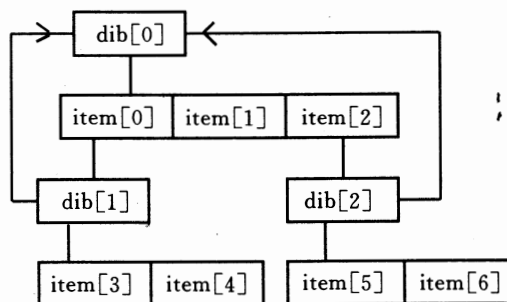 dib[0]
item[0] item[1] item[2]
dib[1] dib[2]
item[3] item[4] item[5] item[6]